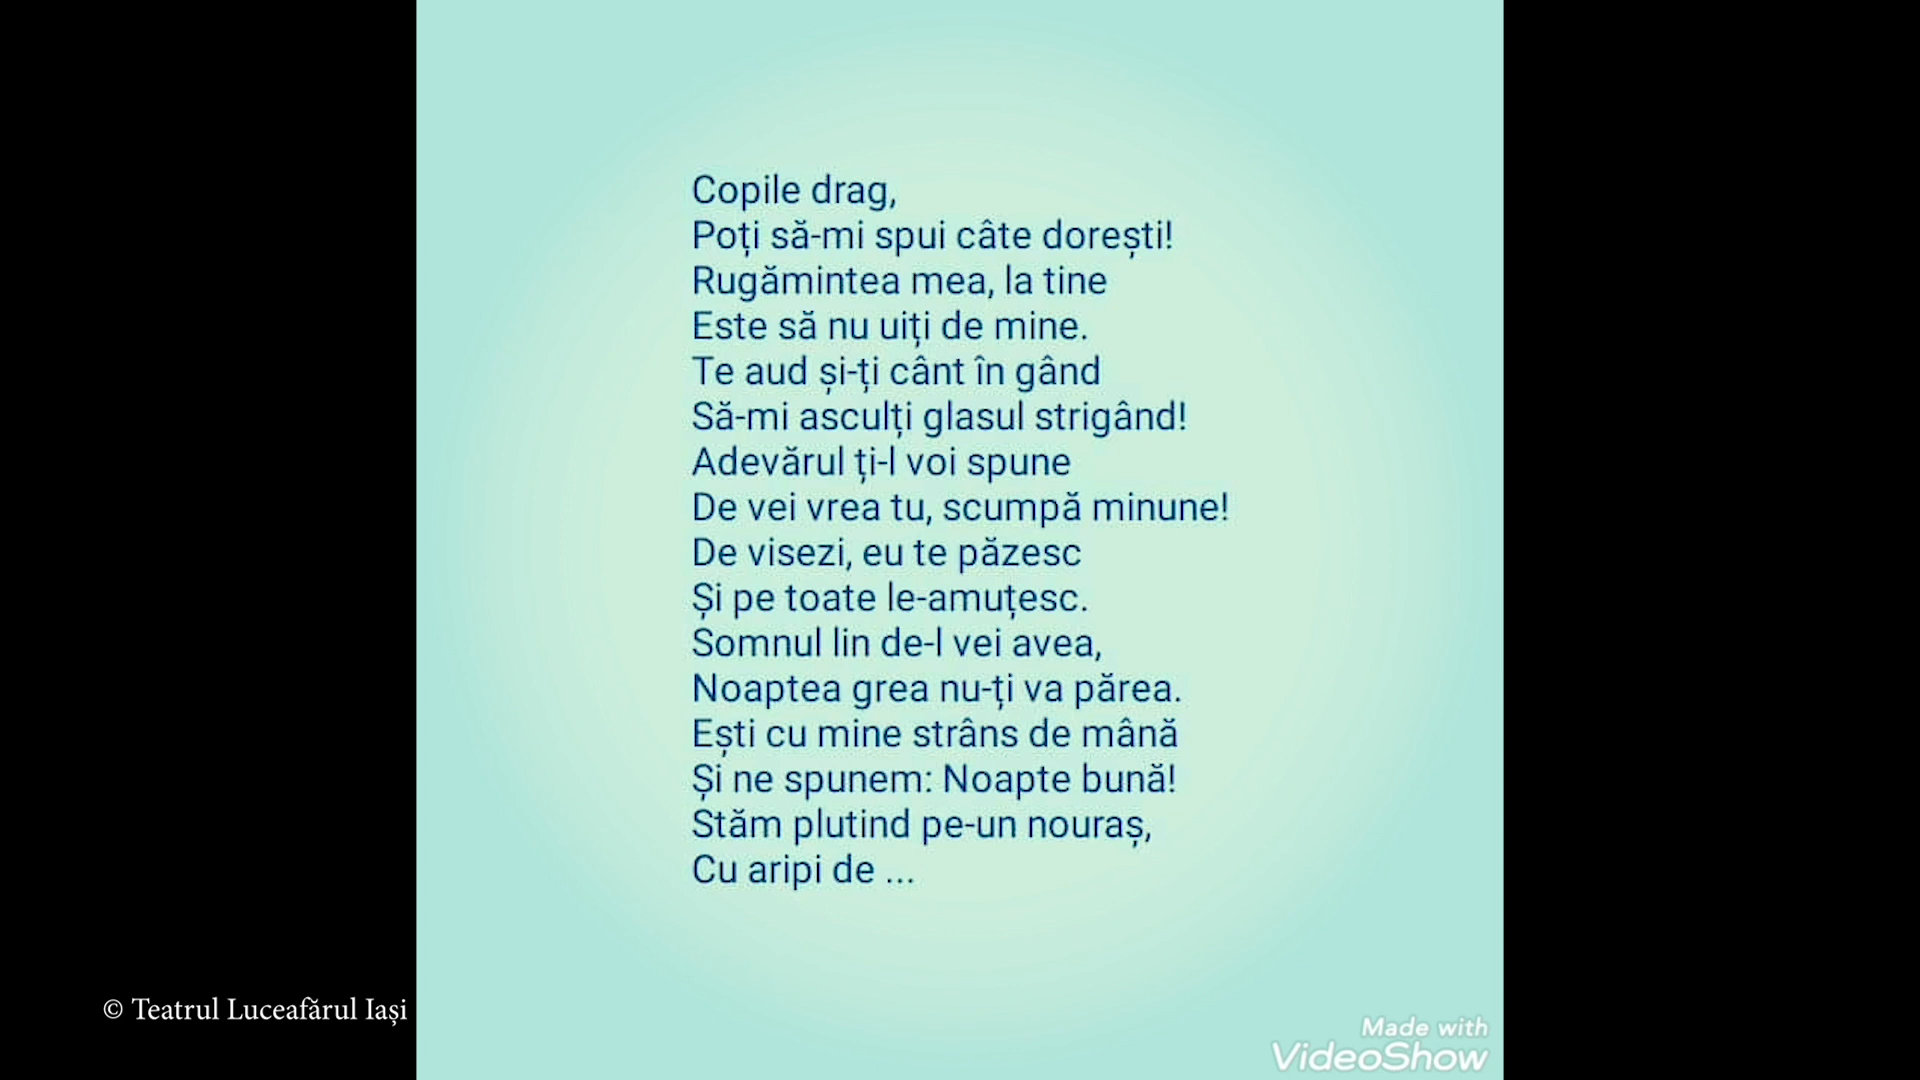 Copile drag,
Poți să-mi spui câte dorești!
Rugămintea mea, la tine
Este să nu uiți de mine.
Te aud și-ți cânt în gând
Să-mi asculți glasul strigând!
Adevărul ți-l voi spune
De vei vrea tu, scumpă minune!
De visezi, eu te păzesc
Și pe toate le-amuțesc.
Somnul lin de-l vei avea,
Noaptea grea nu-ți va părea.
Ești cu mine strâns de mână
Și ne spunem: Noapte bună!
Stăm plutind pe-un nouraș,
Cu aripi de ...
© Teatrul Luceafărul Iași
Made with
VideoShow